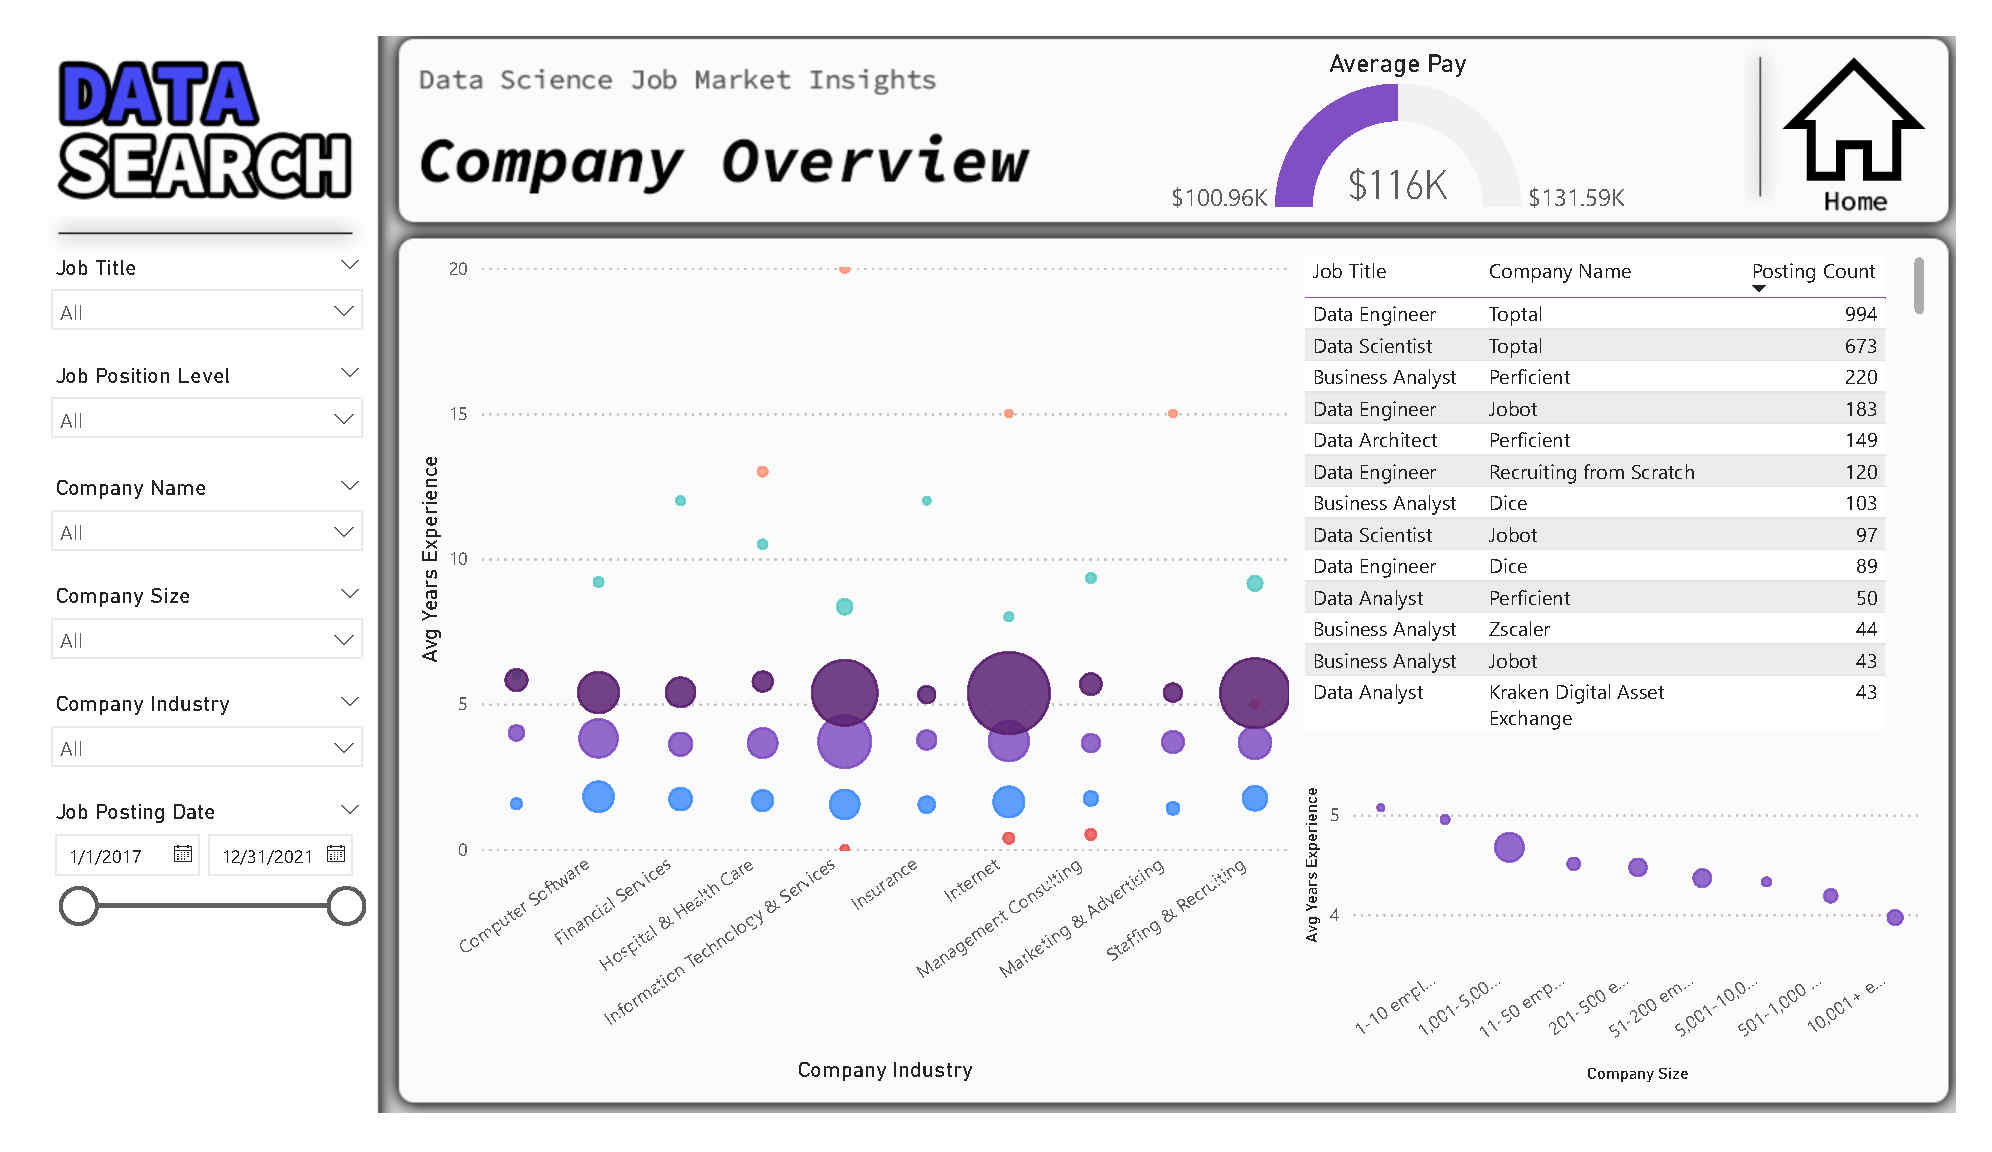 DATA
SEARCH
Job Title
All
Job Position Level
All
Company Name
All
Company Size
All
Company Industry
All
Job Posting Date
1/1/2017 12/31/2021
Data Science Job Market Insights
Company Overview
Average Pay
$100.96K $116K $131.59K
Home
Avg Years Experience
20
15
10
5
0
Computer Software
Financial Services
Hospital & Health Care
Information Technology & Services
Insurance
Internet
Management Consulting
Marketing & Advertising
Staffing & Recruiting
Company Industry
Job Title Company Name Posting Count
Data Engineer Toptal 994
Data Scientist Toptal 673
Business Analyst Perficient 220
Data Engineer Jobot 183
Data Architect Perficient 149
Data Engineer Recruiting from Scratch 120
Business Analyst Dice 103
Data Scientist Jobot 97
Data Engineer Dice 89
Data Analyst Perficient 50
Business Analyst Zscaler 44
Business Analyst Jobot 43
Data Analyst Kraken Digital Asset 43
Exchange
Avg Years Experience
5
4
1-10 empl...
1,001-5,00...
11-50 emp...
201-500 e...
51-200 em...
5,001-10,0...
501-1,000 ...
10,001+ e...
Company Size